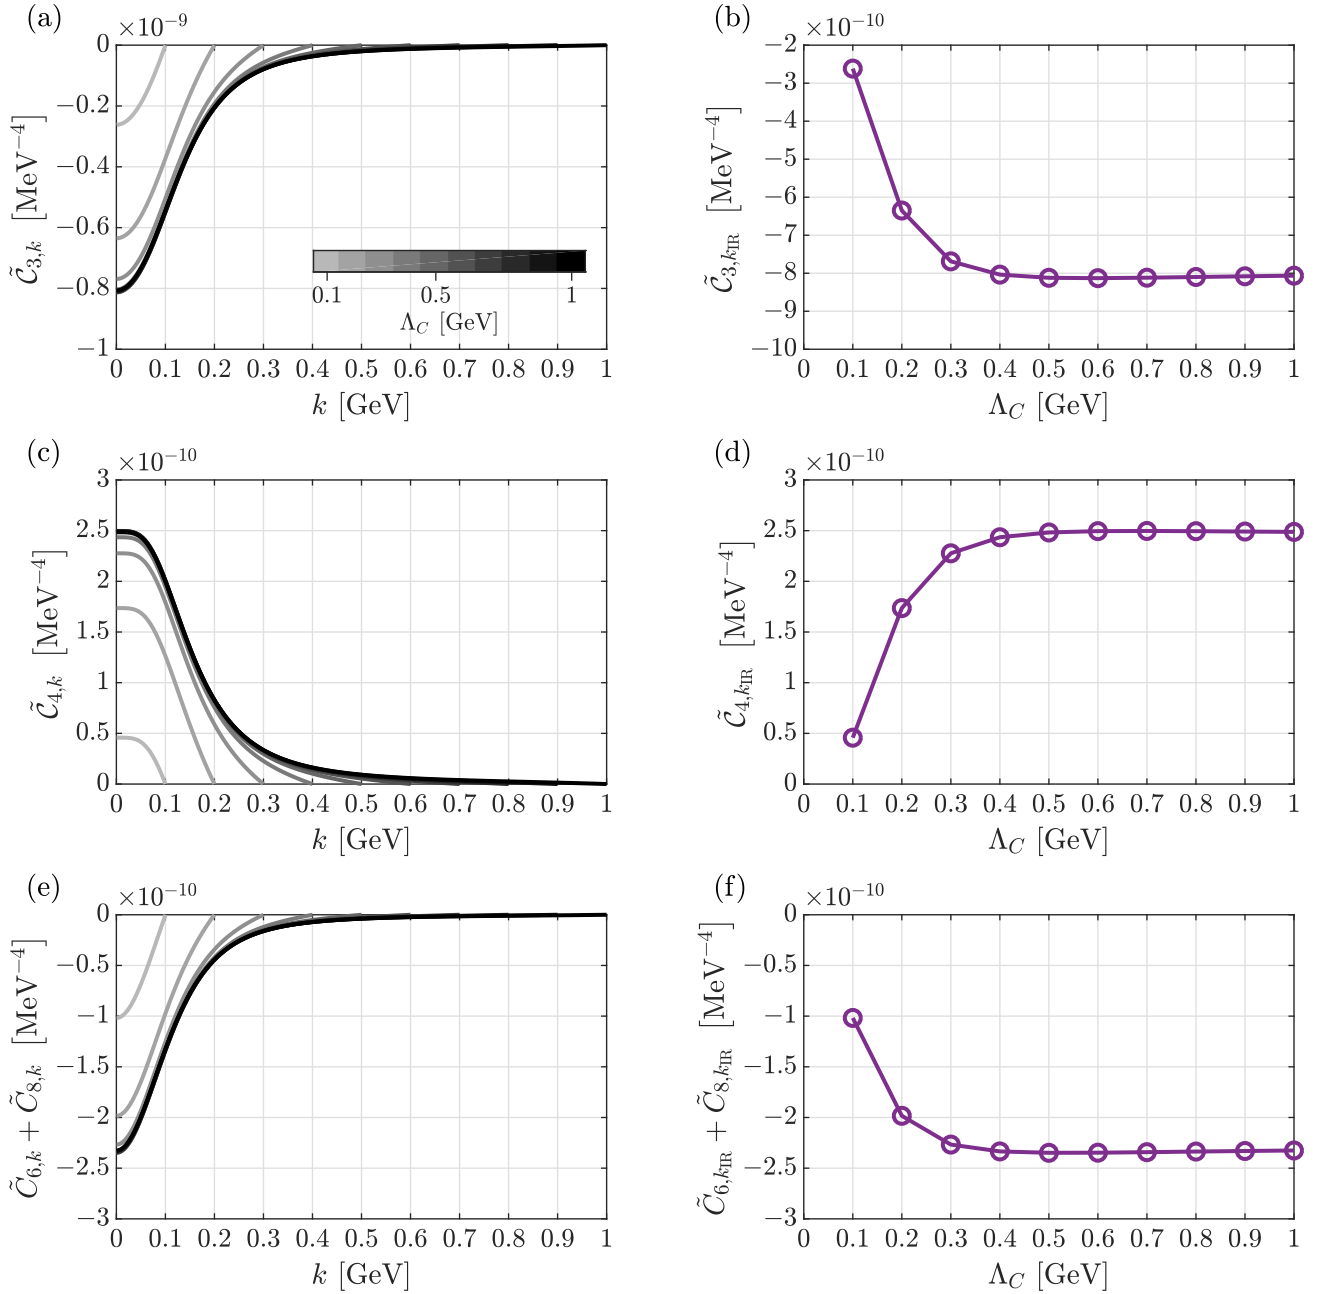 (a)
×10⁻⁹
0
−0.2
−0.4
−0.6
−0.8
−1
C̃₃,ₖ [MeV⁻⁴]
0.1 0.5 1
Λ_C [GeV]
0 0.1 0.2 0.3 0.4 0.5 0.6 0.7 0.8 0.9 1
k [GeV]
(b)
×10⁻¹⁰
−2
−3
−4
−5
−6
−7
−8
−9
−10
C̃_{3,k_IR} [MeV⁻⁴]
0 0.1 0.2 0.3 0.4 0.5 0.6 0.7 0.8 0.9 1
Λ_C [GeV]
(c)
×10⁻¹⁰
3
2.5
2
1.5
1
0.5
0
C̃₄,ₖ [MeV⁻⁴]
0 0.1 0.2 0.3 0.4 0.5 0.6 0.7 0.8 0.9 1
k [GeV]
(d)
×10⁻¹⁰
3
2.5
2
1.5
1
0.5
0
C̃_{4,k_IR} [MeV⁻⁴]
0 0.1 0.2 0.3 0.4 0.5 0.6 0.7 0.8 0.9 1
Λ_C [GeV]
(e)
×10⁻¹⁰
0
−0.5
−1
−1.5
−2
−2.5
−3
C̃₆,ₖ + C̃₈,ₖ [MeV⁻⁴]
0 0.1 0.2 0.3 0.4 0.5 0.6 0.7 0.8 0.9 1
k [GeV]
(f)
×10⁻¹⁰
0
−0.5
−1
−1.5
−2
−2.5
−3
C̃_{6,k_IR} + C̃_{8,k_IR} [MeV⁻⁴]
0 0.1 0.2 0.3 0.4 0.5 0.6 0.7 0.8 0.9 1
Λ_C [GeV]